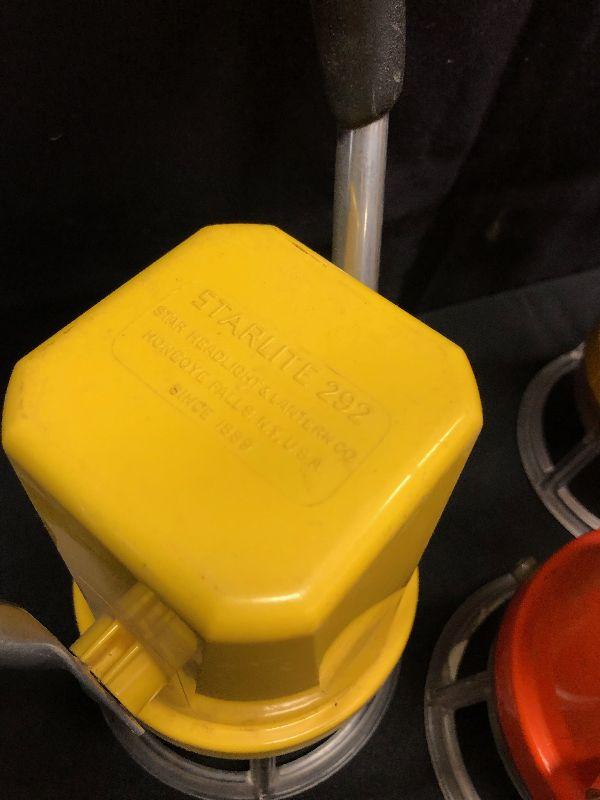 STARLITE 292
STAR HEADLIGHT & LANTERN CO.
HONEOYE FALLS, N.Y., U.S.A
SINCE 1889